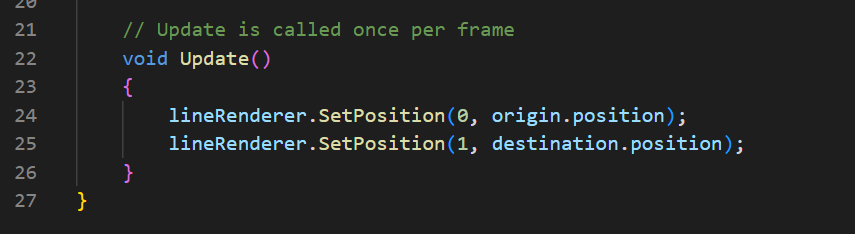 20
21 // Update is called once per frame
22 void Update()
23 {
24 lineRenderer.SetPosition(0, origin.position);
25 lineRenderer.SetPosition(1, destination.position);
26 }
27 }